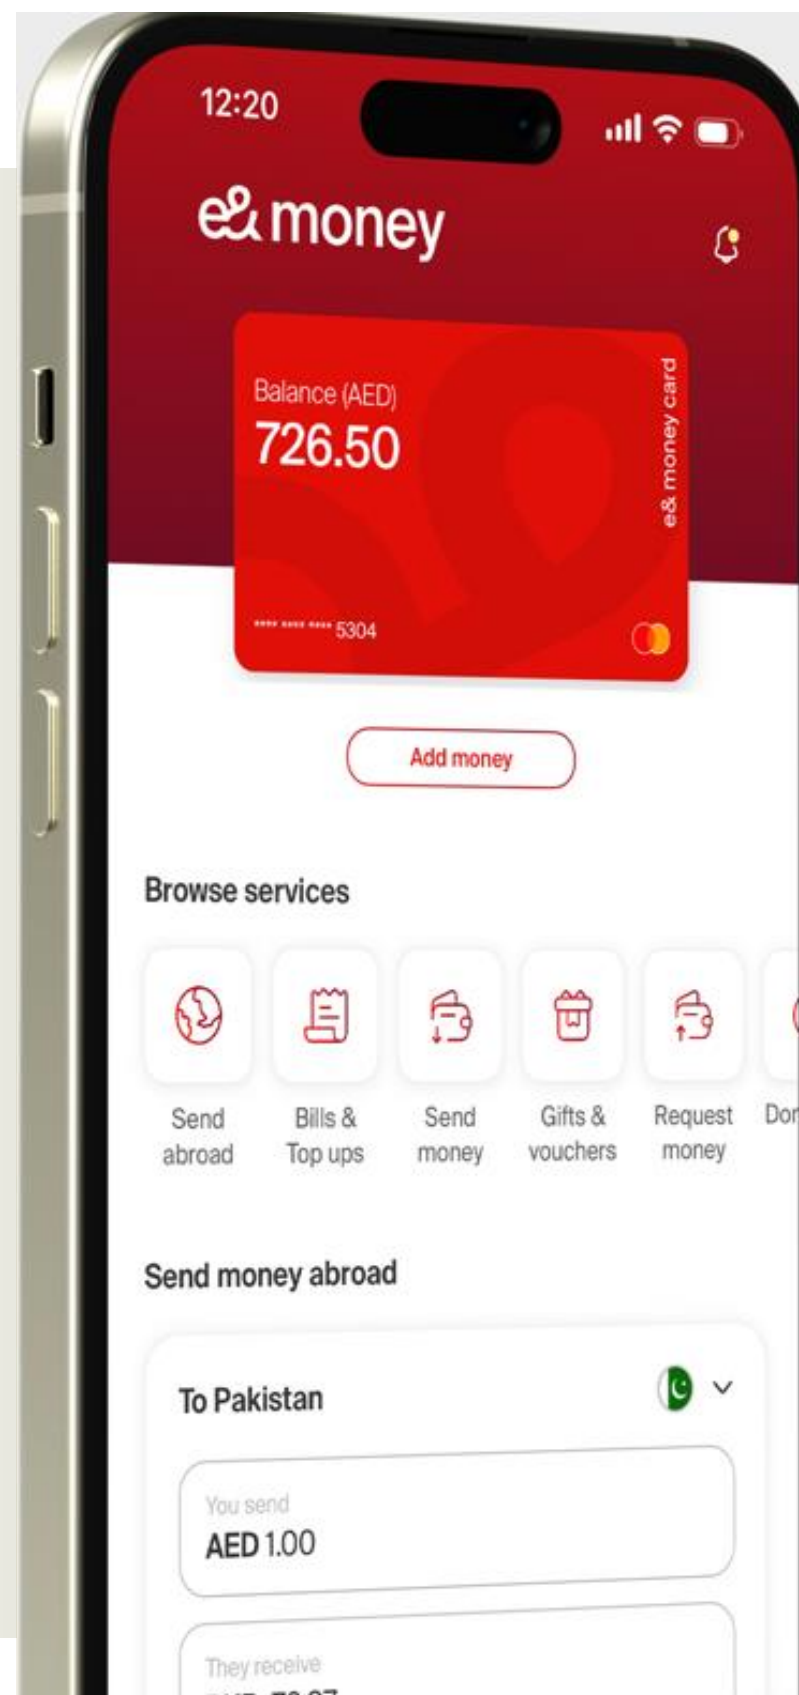 12:20
e& money
Balance (AED)
726.50
e& money card
**** **** **** 5304
Add money
Browse services
Send abroad
Bills & Top ups
Send money
Gifts & vouchers
Request money
Send money abroad
To Pakistan
You send
AED 1.00
They receive